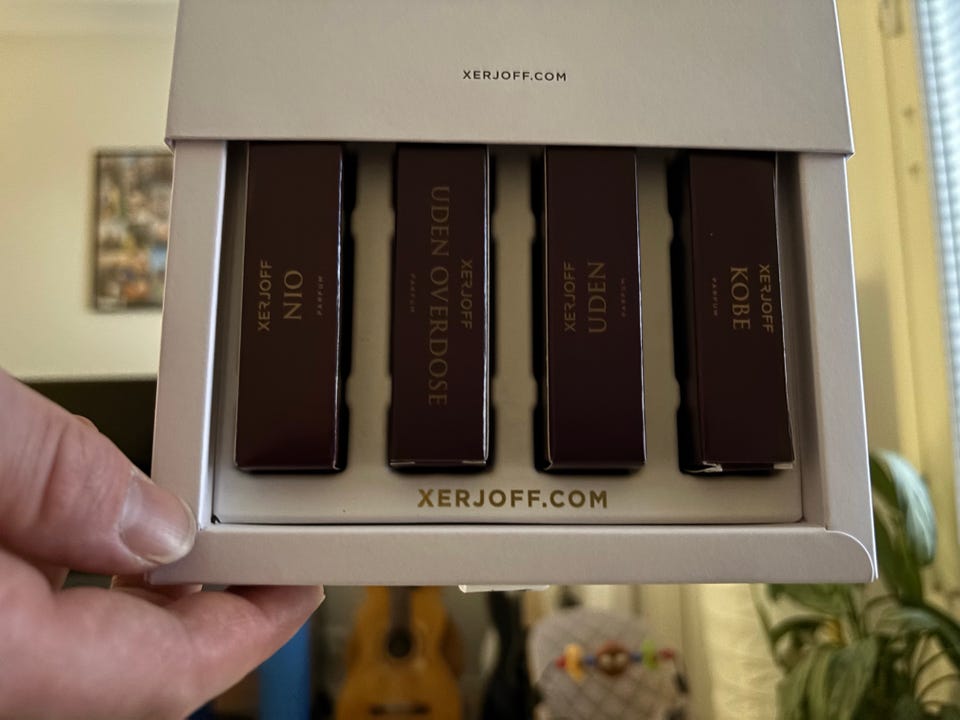 XERJOFF.COM
XERJOFF
NIO
PARFUM
XERJOFF
UDEN OVERDOSE
PARFUM
XERJOFF
UDEN
PARFUM
XERJOFF
KOBE
PARFUM
XERJOFF.COM